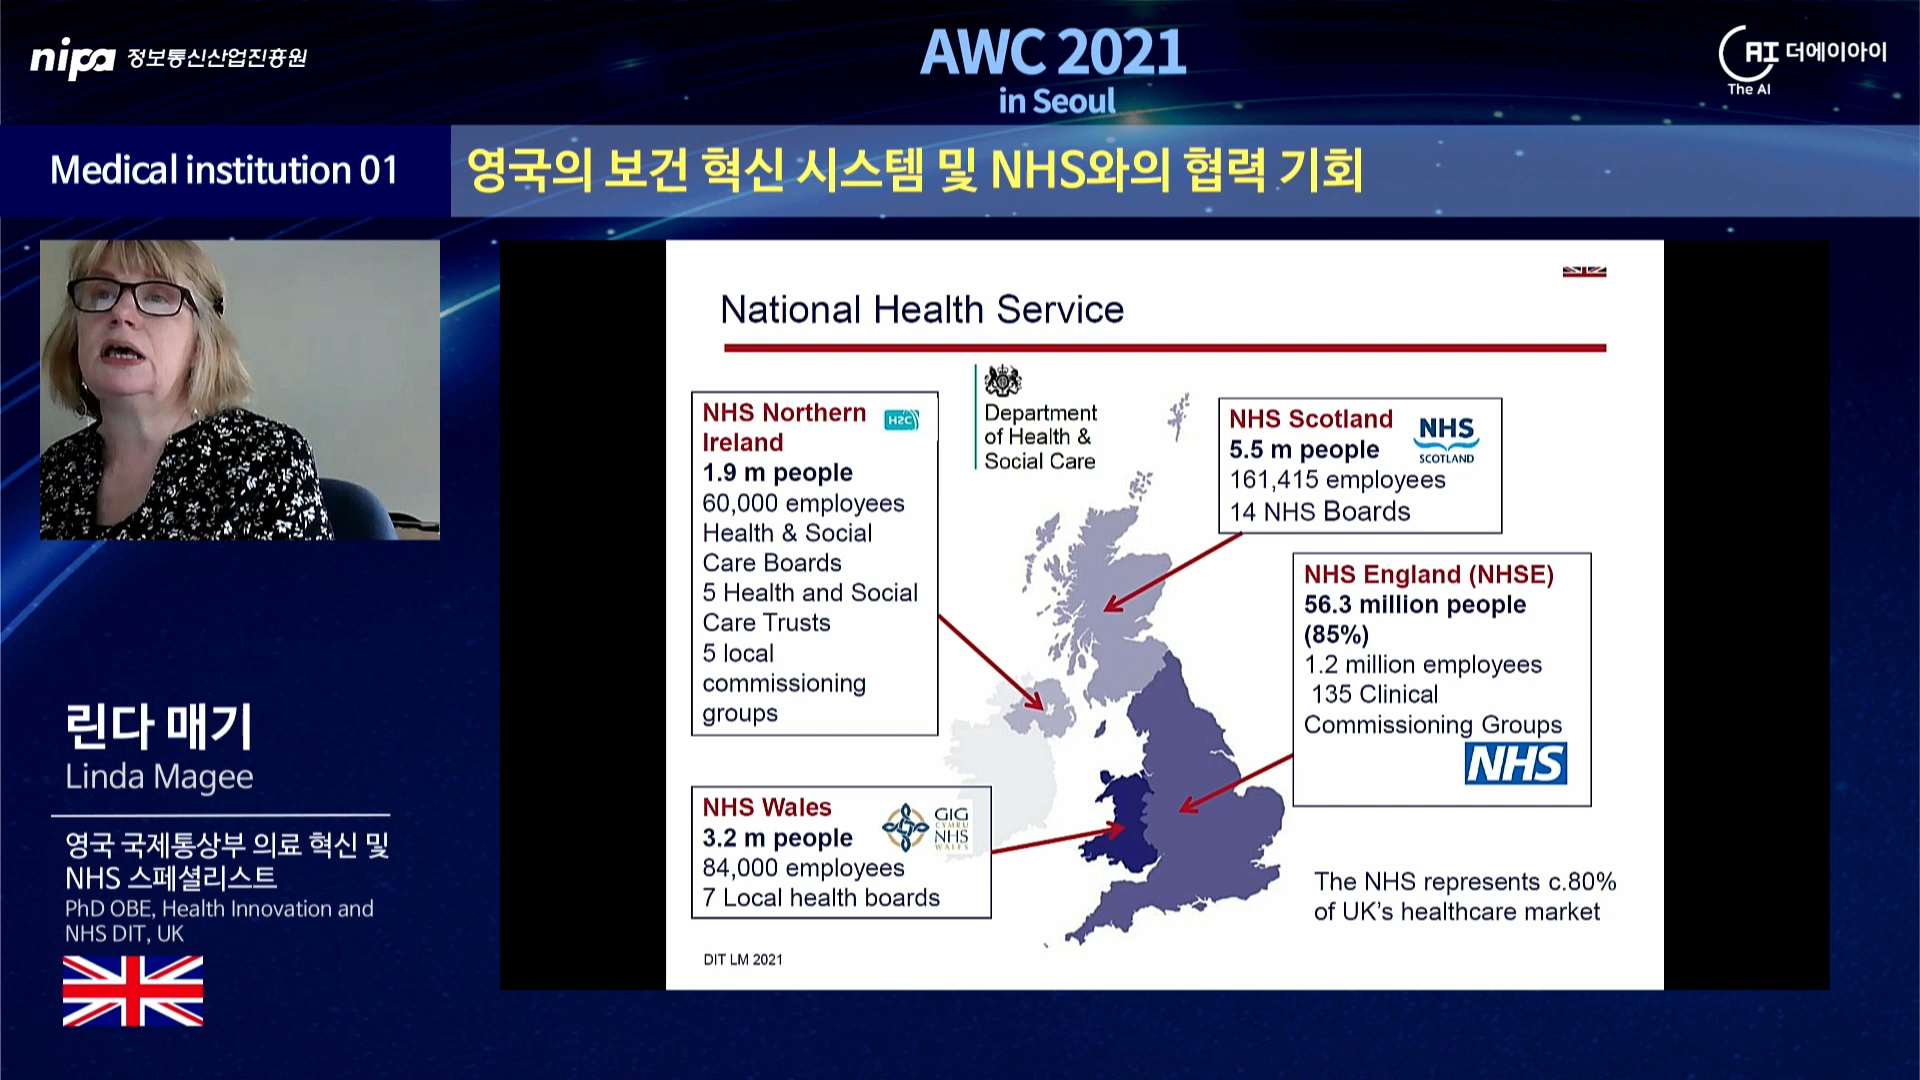 nipa 정보통신산업진흥원
AWC 2021
in Seoul
AI 더에이아이
The AI
Medical institution 01
영국의 보건 혁신 시스템 및 NHS와의 협력 기회
National Health Service
NHS Northern
Ireland
H2C
1.9 m people
60,000 employees
Health & Social
Care Boards
5 Health and Social
Care Trusts
5 local
commissioning
groups
Department
of Health &
Social Care
NHS Scotland
5.5 m people
161,415 employees
14 NHS Boards
NHS
SCOTLAND
NHS England (NHSE)
56.3 million people
(85%)
1.2 million employees
135 Clinical
Commissioning Groups
NHS
NHS Wales
3.2 m people
84,000 employees
7 Local health boards
GIG
CYMRU
NHS
WALES
The NHS represents c.80%
of UK's healthcare market
DIT LM 2021
린다 매기
Linda Magee
영국 국제통상부 의료 혁신 및
NHS 스페셜리스트
PhD OBE, Health Innovation and
NHS DIT, UK